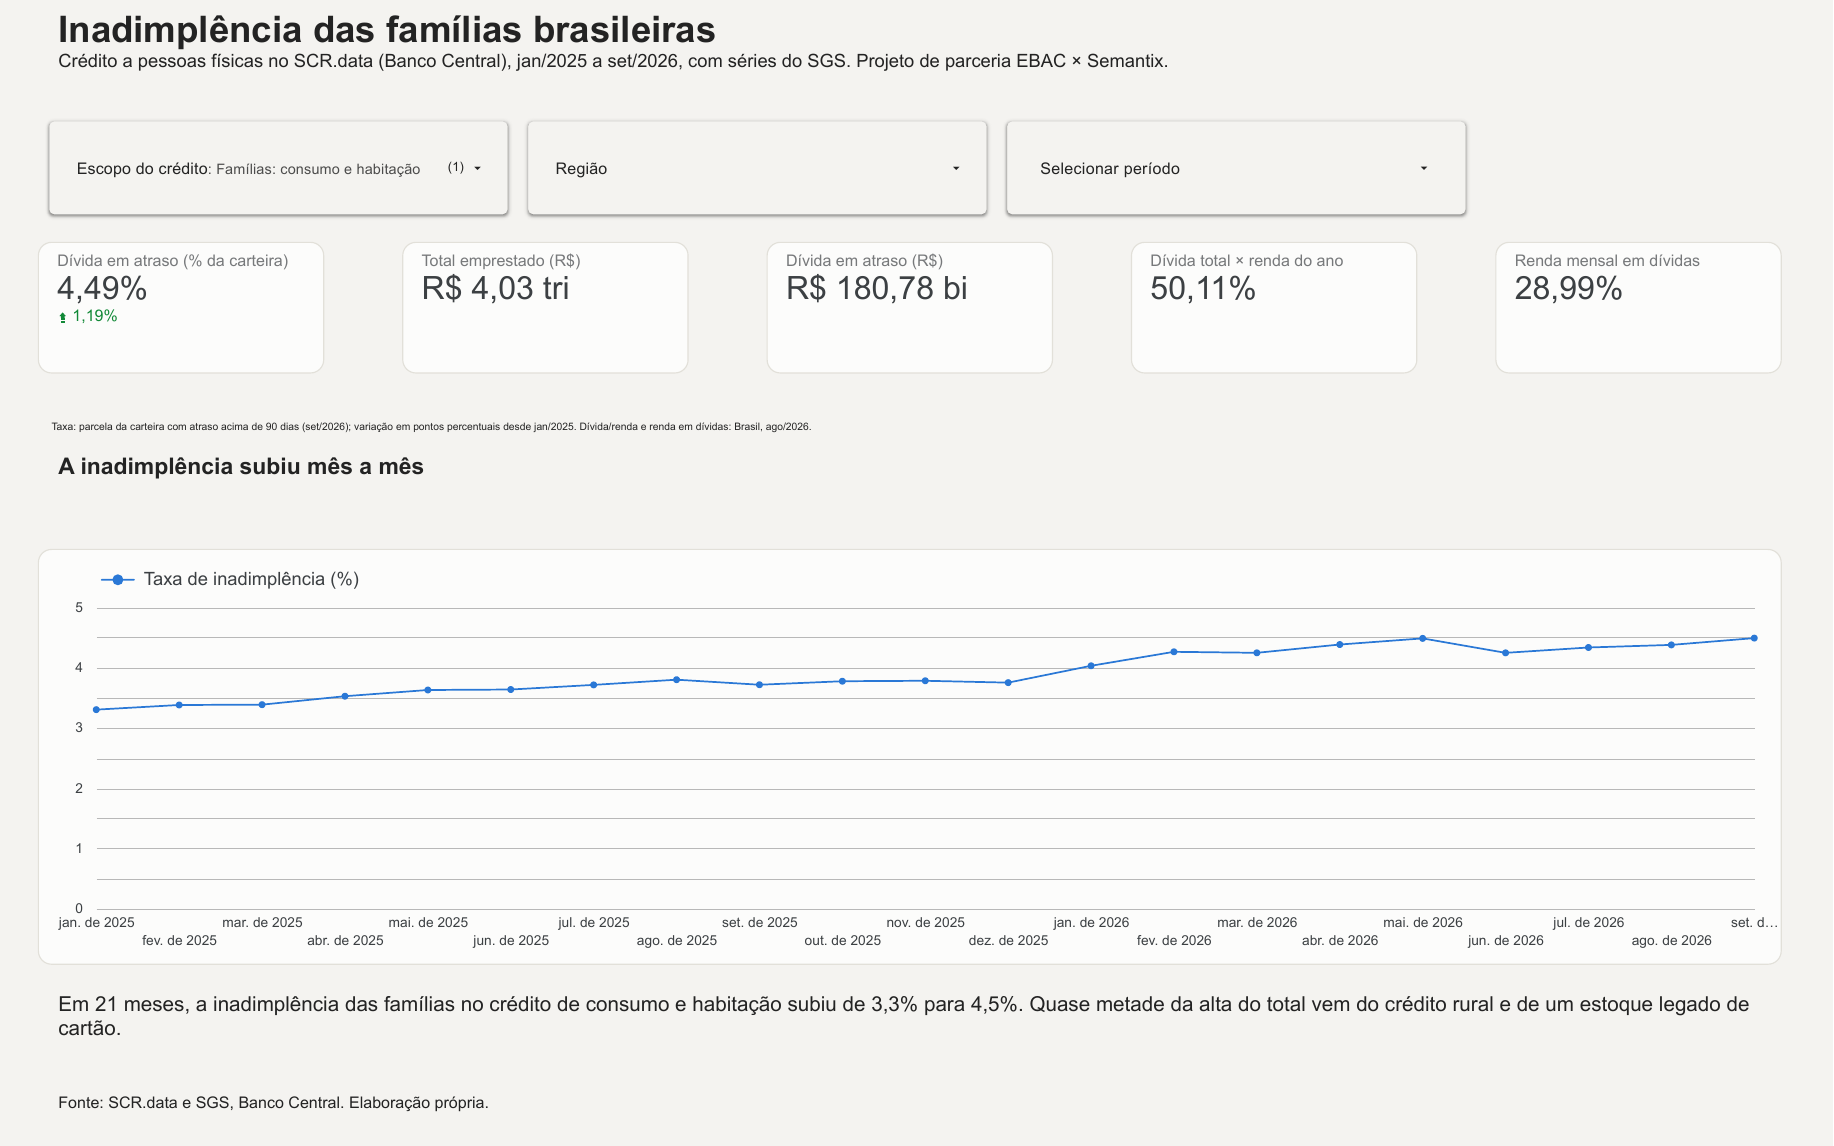 Inadimplência das famílias brasileiras
Crédito a pessoas físicas no SCR.data (Banco Central), jan/2025 a set/2026, com séries do SGS. Projeto de parceria EBAC × Semantix.
Escopo do crédito: Famílias: consumo e habitação (1)
Região
Selecionar período
Dívida em atraso (% da carteira)
4,49%
1,19%
Total emprestado (R$)
R$ 4,03 tri
Dívida em atraso (R$)
R$ 180,78 bi
Dívida total × renda do ano
50,11%
Renda mensal em dívidas
28,99%
Taxa: parcela da carteira com atraso acima de 90 dias (set/2026); variação em pontos percentuais desde jan/2025. Dívida/renda e renda em dívidas: Brasil, ago/2026.
A inadimplência subiu mês a mês
Taxa de inadimplência (%)
5
4
3
2
1
0
jan. de 2025
fev. de 2025
mar. de 2025
abr. de 2025
mai. de 2025
jun. de 2025
jul. de 2025
ago. de 2025
set. de 2025
out. de 2025
nov. de 2025
dez. de 2025
jan. de 2026
fev. de 2026
mar. de 2026
abr. de 2026
mai. de 2026
jun. de 2026
jul. de 2026
ago. de 2026
set. d...
Em 21 meses, a inadimplência das famílias no crédito de consumo e habitação subiu de 3,3% para 4,5%. Quase metade da alta do total vem do crédito rural e de um estoque legado de
cartão.
Fonte: SCR.data e SGS, Banco Central. Elaboração própria.